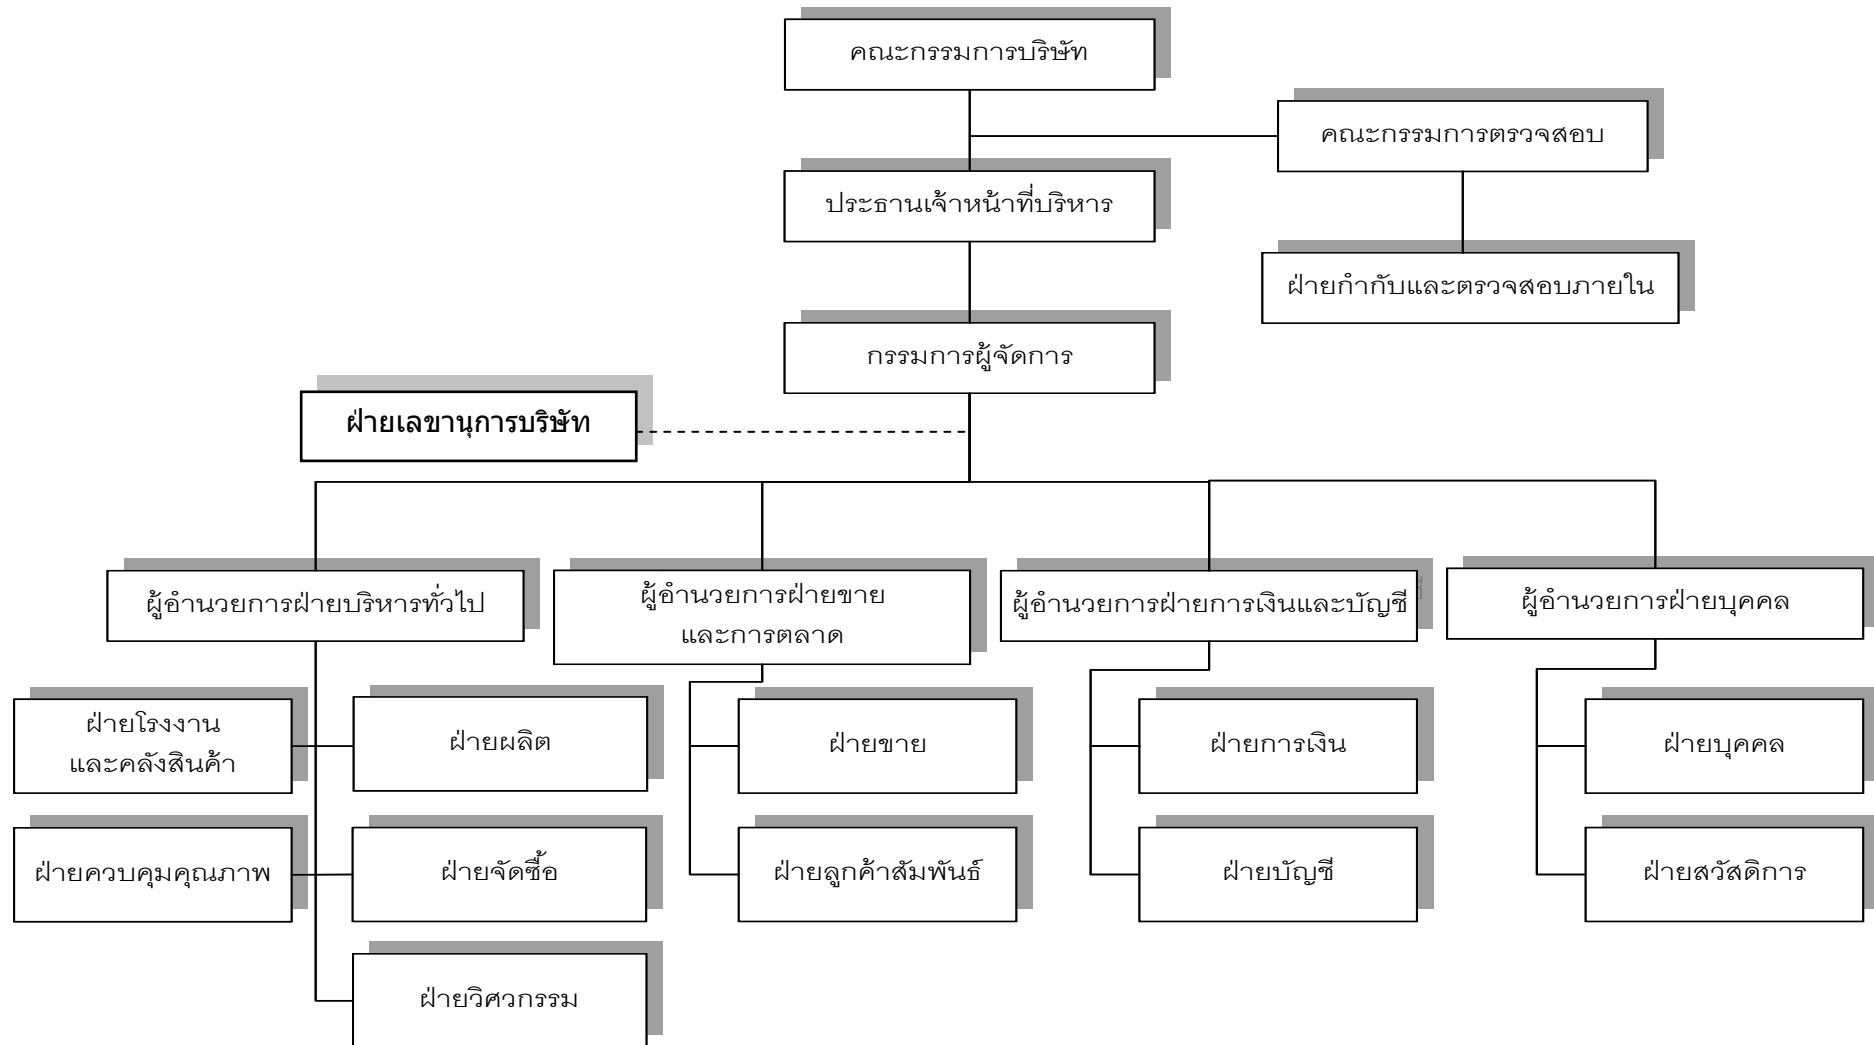 คณะกรรมการบริษัท
คณะกรรมการตรวจสอบ
ประธานเจ้าหน้าที่บริหาร
ฝ่ายกำกับและตรวจสอบภายใน
กรรมการผู้จัดการ
ฝ่ายเลขานุการบริษัท
ผู้อำนวยการฝ่ายบริหารทั่วไป
ผู้อำนวยการฝ่ายขาย
และการตลาด
ผู้อำนวยการฝ่ายการเงินและบัญชี
ผู้อำนวยการฝ่ายบุคคล
ฝ่ายโรงงาน
และคลังสินค้า
ฝ่ายผลิต
ฝ่ายขาย
ฝ่ายการเงิน
ฝ่ายบุคคล
ฝ่ายควบคุมคุณภาพ
ฝ่ายจัดซื้อ
ฝ่ายลูกค้าสัมพันธ์
ฝ่ายบัญชี
ฝ่ายสวัสดิการ
ฝ่ายวิศวกรรม